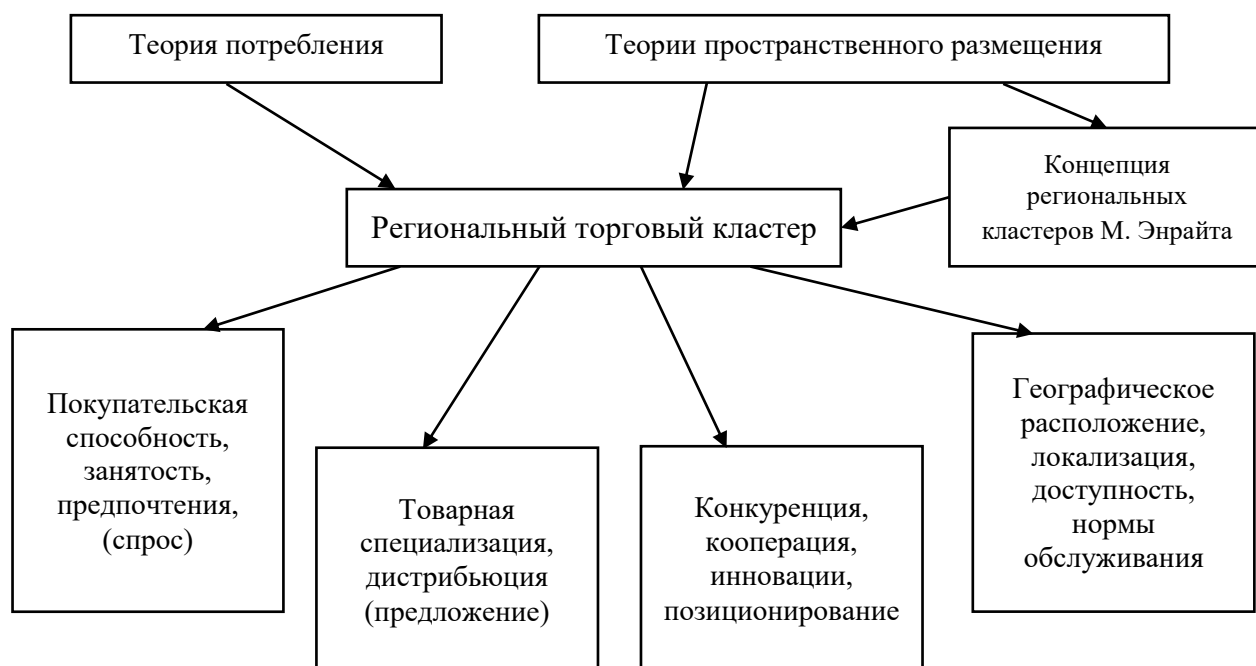 Теория потребления
Теории пространственного размещения
Концепция
региональных
кластеров М. Энрайта
Региональный торговый кластер
Покупательская
способность,
занятость,
предпочтения,
(спрос)
Товарная
специализация,
дистрибьюция
(предложение)
Конкуренция,
кооперация,
инновации,
позиционирование
Географическое
расположение,
локализация,
доступность,
нормы
обслуживания